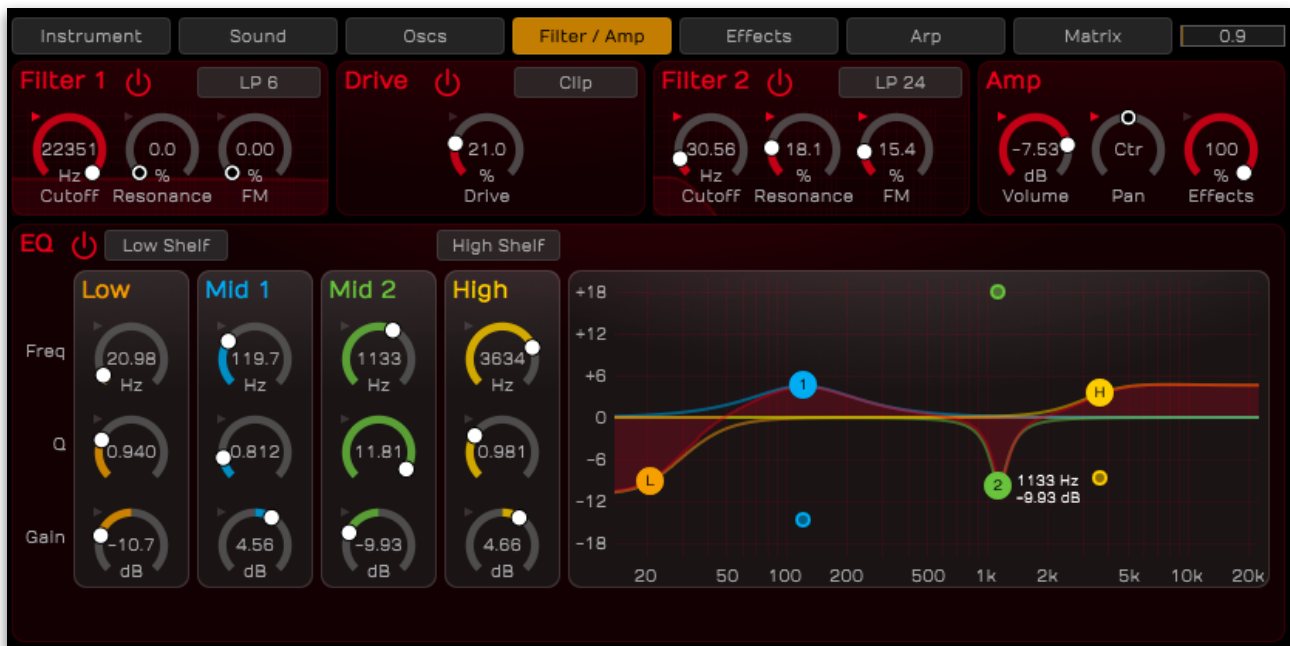 Instrument Sound Oscs Filter / Amp Effects Arp Matrix 0.9
Filter 1 LP 6 Drive Clip Filter 2 LP 24 Amp
22351 0.0 0.00 21.0 30.56 18.1 15.4 -7.53 Ctr 100
Hz % % % Hz % % dB %
Cutoff Resonance FM Drive Cutoff Resonance FM Volume Pan Effects
EQ Low Shelf High Shelf
Low Mid 1 Mid 2 High
Freq 20.98 119.7 1133 3634
Hz Hz Hz Hz
Q 0.940 0.812 11.81 0.981
Gain -10.7 4.56 -9.93 4.66
dB dB dB dB
+18
+12
+6
0
-6
-12
-18
1 H
L 2
1133 Hz
-9.93 dB
20 50 100 200 500 1k 2k 5k 10k 20k